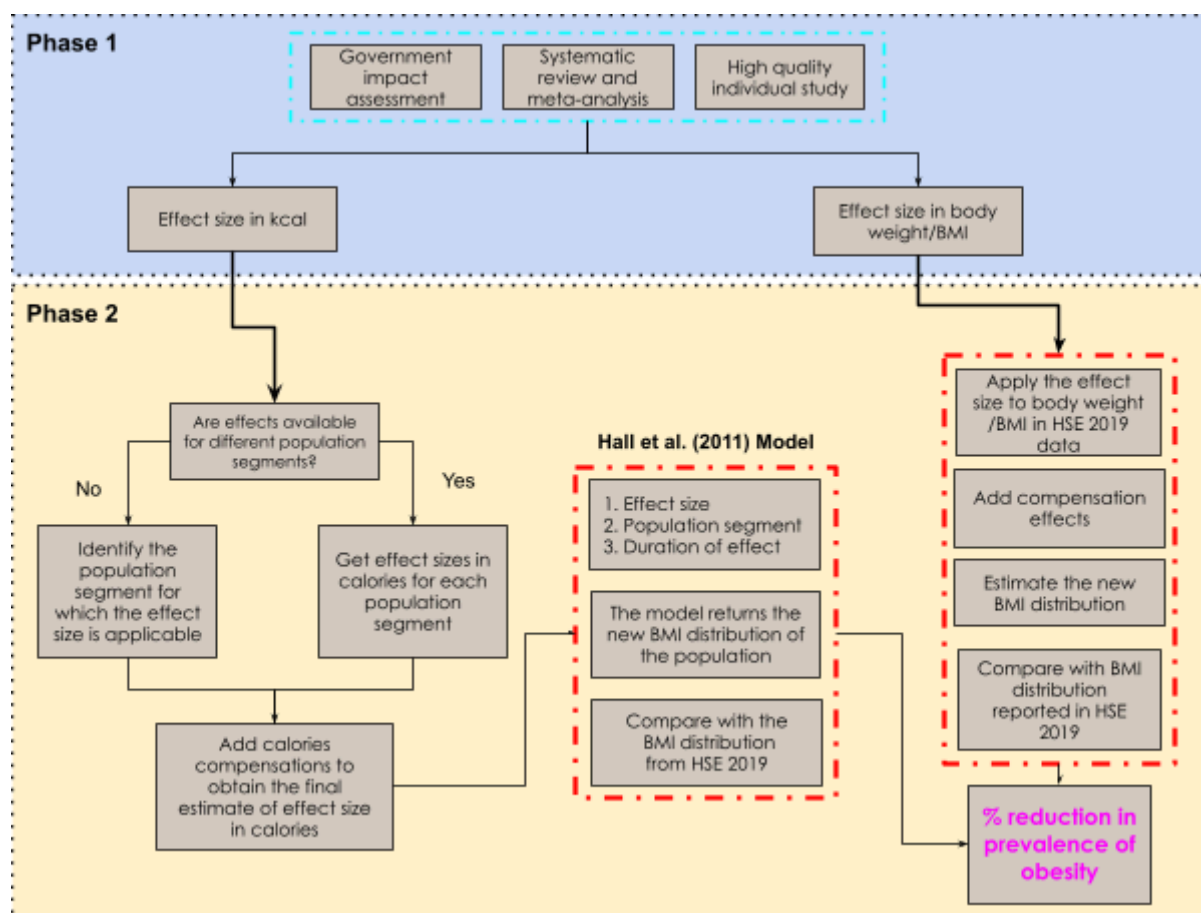 Phase 1
Government
impact
assessment
Systematic
review and
meta-analysis
High quality
individual study
Effect size in kcal
Effect size in body
weight/BMI
Phase 2
Are effects available
for different population
segments?
No
Yes
Identify the
population
segment for
which the effect
size is applicable
Get effect sizes in
calories for each
population
segment
Add calories
compensations to
obtain the final
estimate of effect size
in calories
Hall et al. (2011) Model
1. Effect size
2. Population segment
3. Duration of effect
The model returns the
new BMI distribution of
the population
Compare with the
BMI distribution
from HSE 2019
Apply the effect
size to body weight
/BMI in HSE 2019
data
Add compensation
effects
Estimate the new
BMI distribution
Compare with BMI
distribution
reported in HSE
2019
% reduction in
prevalence of
obesity